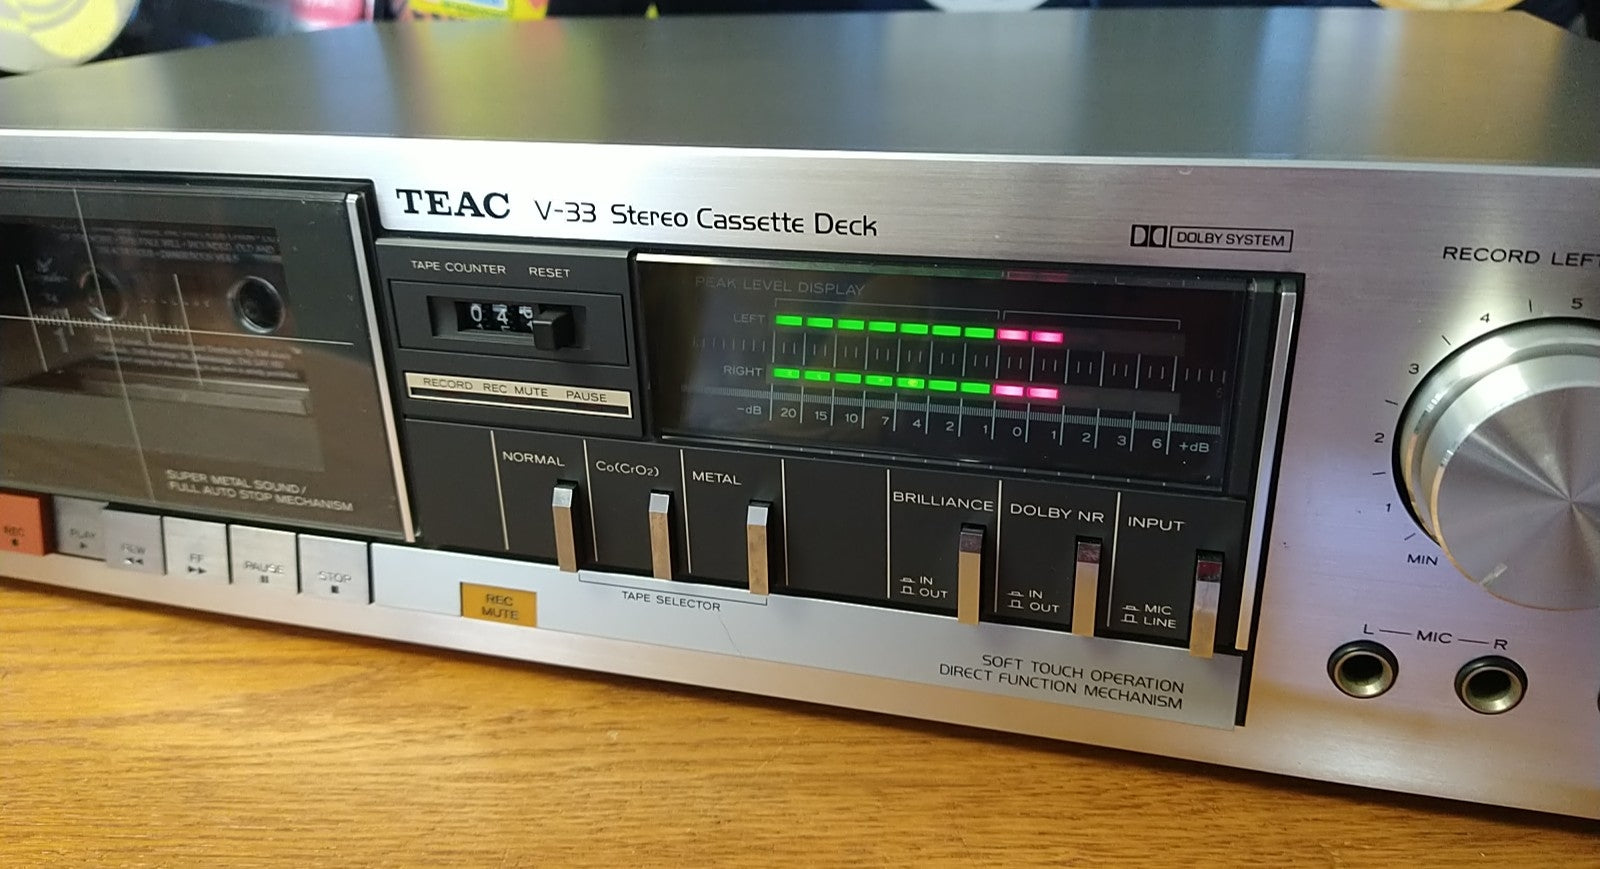 TEAC V-33 Stereo Cassette Deck
DOLBY SYSTEM
RECORD LEFT
TAPE COUNTER RESET
0 4
RECORD REC MUTE PAUSE
PEAK LEVEL DISPLAY
LEFT
RIGHT
-dB 20 15 10 7 4 2 1 0 1 2 3 6 +dB
5
4
3
2
1
MIN
NORMAL
Co(CrO2)
METAL
BRILLIANCE
DOLBY NR
INPUT
IN
OUT
IN
OUT
MIC
LINE
TAPE SELECTOR
SUPER METAL SOUND/
FULL AUTO STOP MECHANISM
REC
PLAY
REW
FF
PAUSE
STOP
REC
MUTE
SOFT TOUCH OPERATION
DIRECT FUNCTION MECHANISM
L MIC R